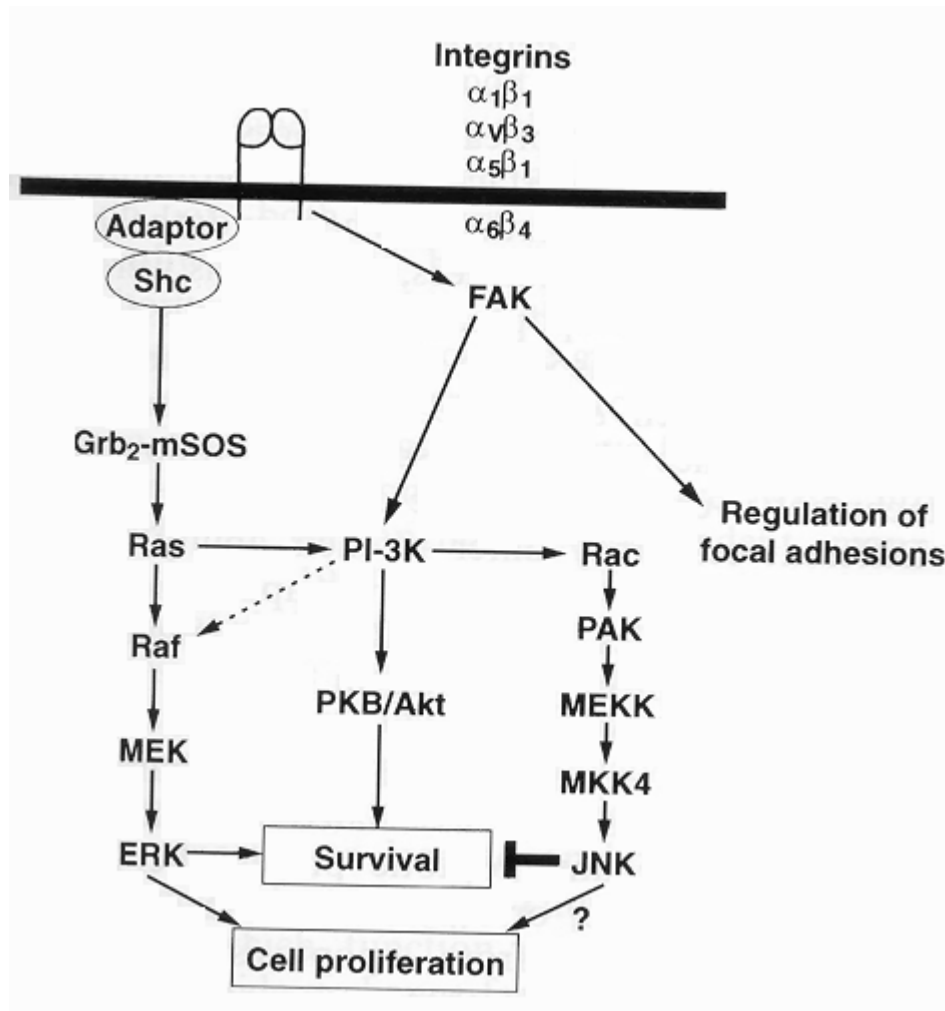 Integrins
α1β1
αvβ3
α5β1
α6β4
Adaptor
Shc
FAK
Grb2-mSOS
Regulation of
focal adhesions
Ras
PI-3K
Rac
Raf
PAK
PKB/Akt
MEKK
MEK
MKK4
ERK
Survival
JNK
?
Cell proliferation